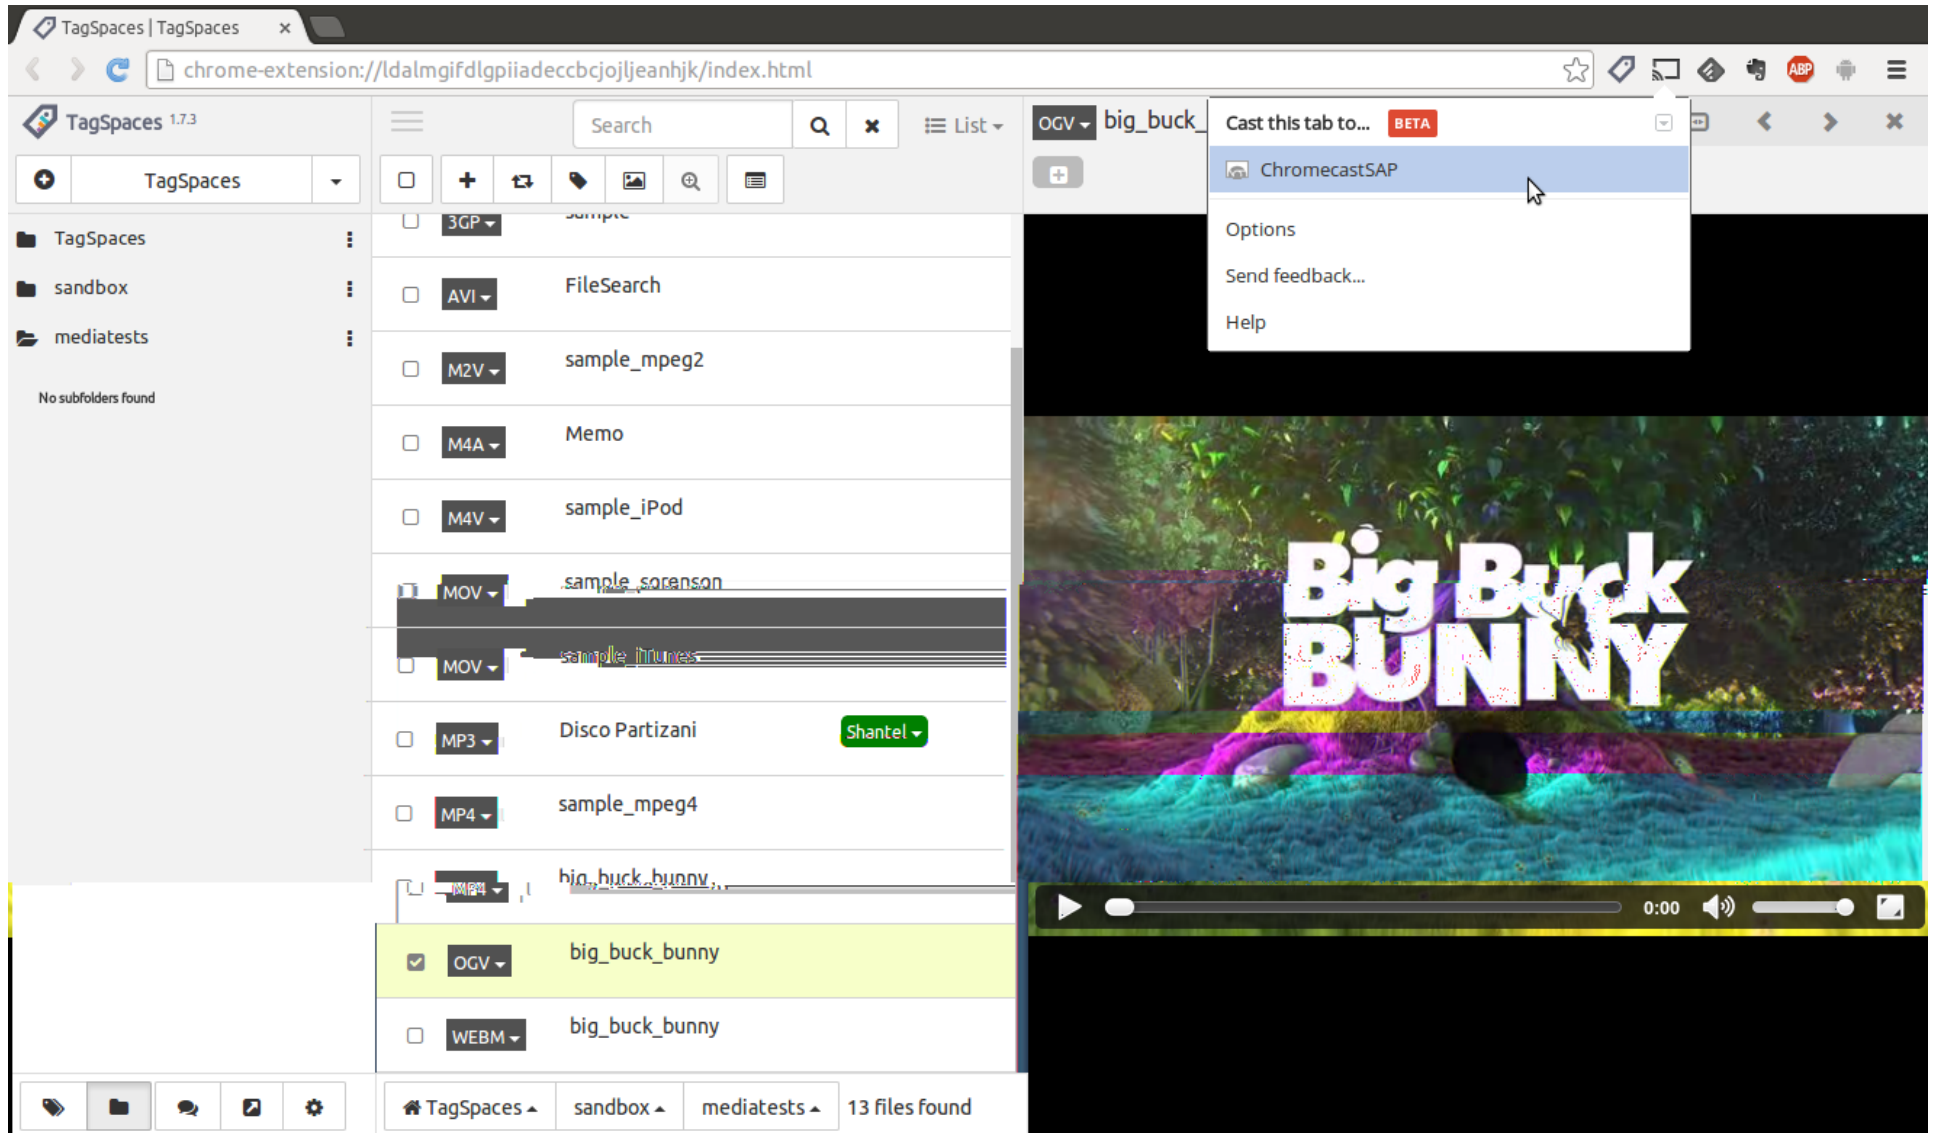 TagSpaces | TagSpaces
chrome-extension://ldalmgifdlgpiiadeccbcjojljeanhjk/index.html
ABP
TagSpaces 1.7.3
Search
List
OGV big_buck_
Cast this tab to... BETA
ChromecastSAP
Options
Send feedback...
Help
TagSpaces
TagSpaces
sandbox
mediatests
No subfolders found
3GP sample
AVI FileSearch
M2V sample_mpeg2
M4A Memo
M4V sample_iPod
MOV sample_sorenson
MOV sample_iTunes
MP3 Disco Partizani Shantel
MP4 sample_mpeg4
MP4 big_buck_bunny
OGV big_buck_bunny
WEBM big_buck_bunny
Big Buck
BUNNY
0:00
TagSpaces sandbox mediatests 13 files found